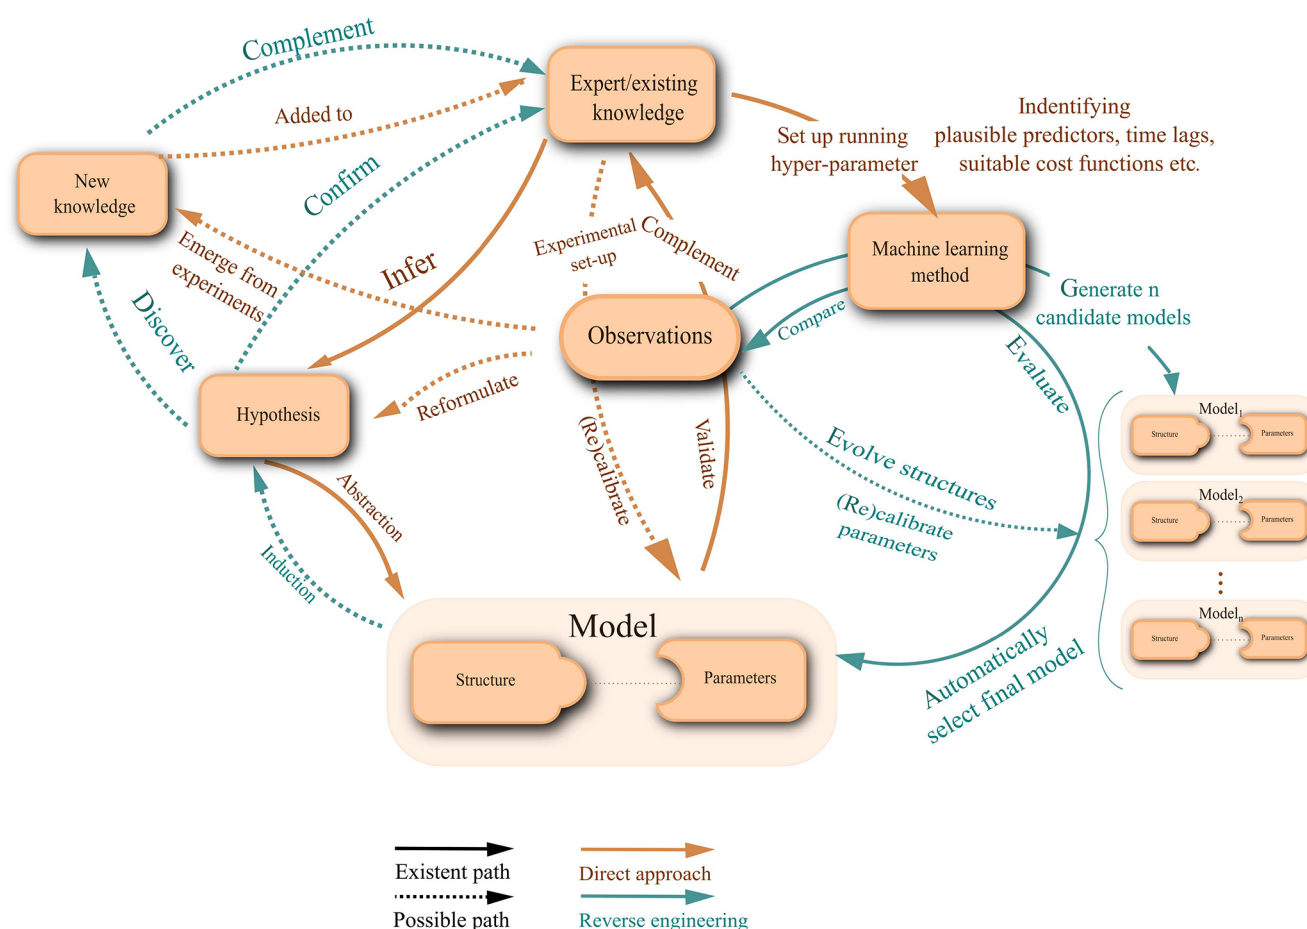 Complement
Expert/existing
knowledge
Added to
Set up running
hyper-parameter
Indentifying
plausible predictors, time lags,
suitable cost functions etc.
New
knowledge
Confirm
Emerge from
experiments
Infer
Experimental
set-up
Complement
Machine learning
method
Generate n
candidate models
Discover
Observations
Compare
Evaluate
Hypothesis
Reformulate
(Re)calibrate
Validate
Evolve structures
(Re)calibrate
parameters
Model1
Structure
Parameters
Model2
Structure
Parameters
Modeln
Structure
Parameters
Abstraction
Induction
Model
Structure
Parameters
Automatically
select final model
Existent path
Direct approach
Possible path
Reverse engineering